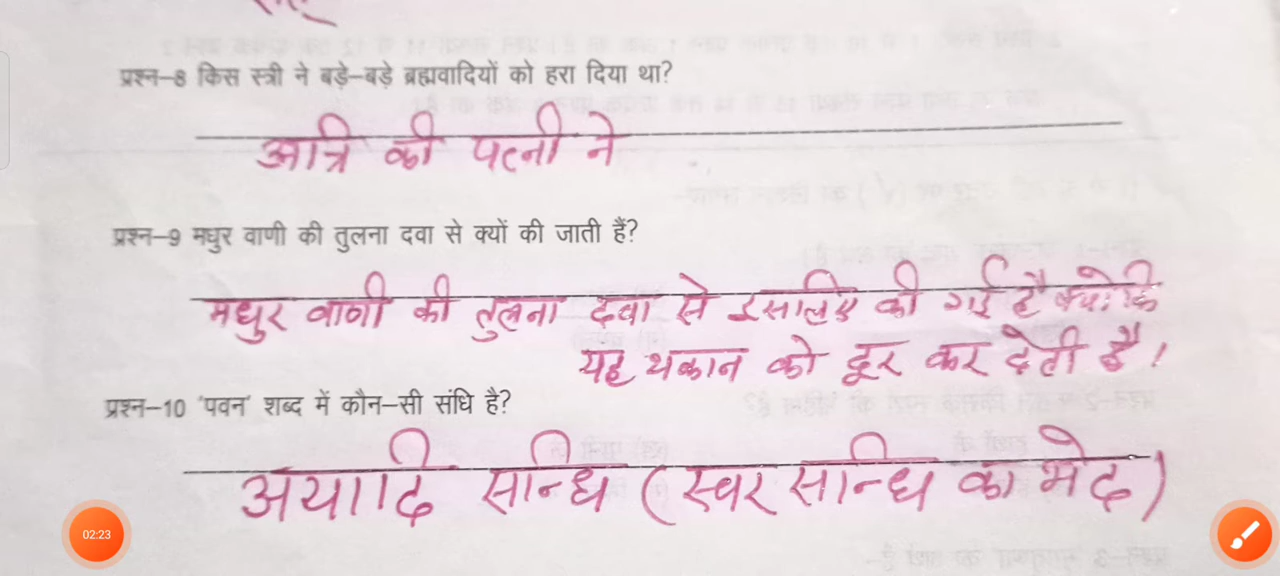 प्रश्न–8 किस स्त्री ने बड़े–बड़े ब्रह्मवादियों को हरा दिया था?
अत्रि की पत्नी ने
प्रश्न–9 मधुर वाणी की तुलना दवा से क्यों की जाती हैं?
मधुर वाणी की तुलना दवा से इसलिए की गई है क्योंकि
यह थकान को दूर कर देती है।
प्रश्न–10 'पवन' शब्द में कौन–सी संधि है?
अयादि सन्धि (स्वर सन्धि का भेद)
02:23